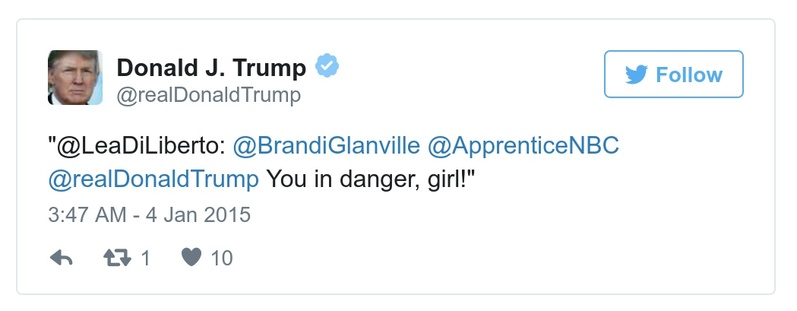 Donald J. Trump
Follow
@realDonaldTrump
"@LeaDiLiberto: @BrandiGlanville @ApprenticeNBC
@realDonaldTrump You in danger, girl!"
3:47 AM - 4 Jan 2015
1 10